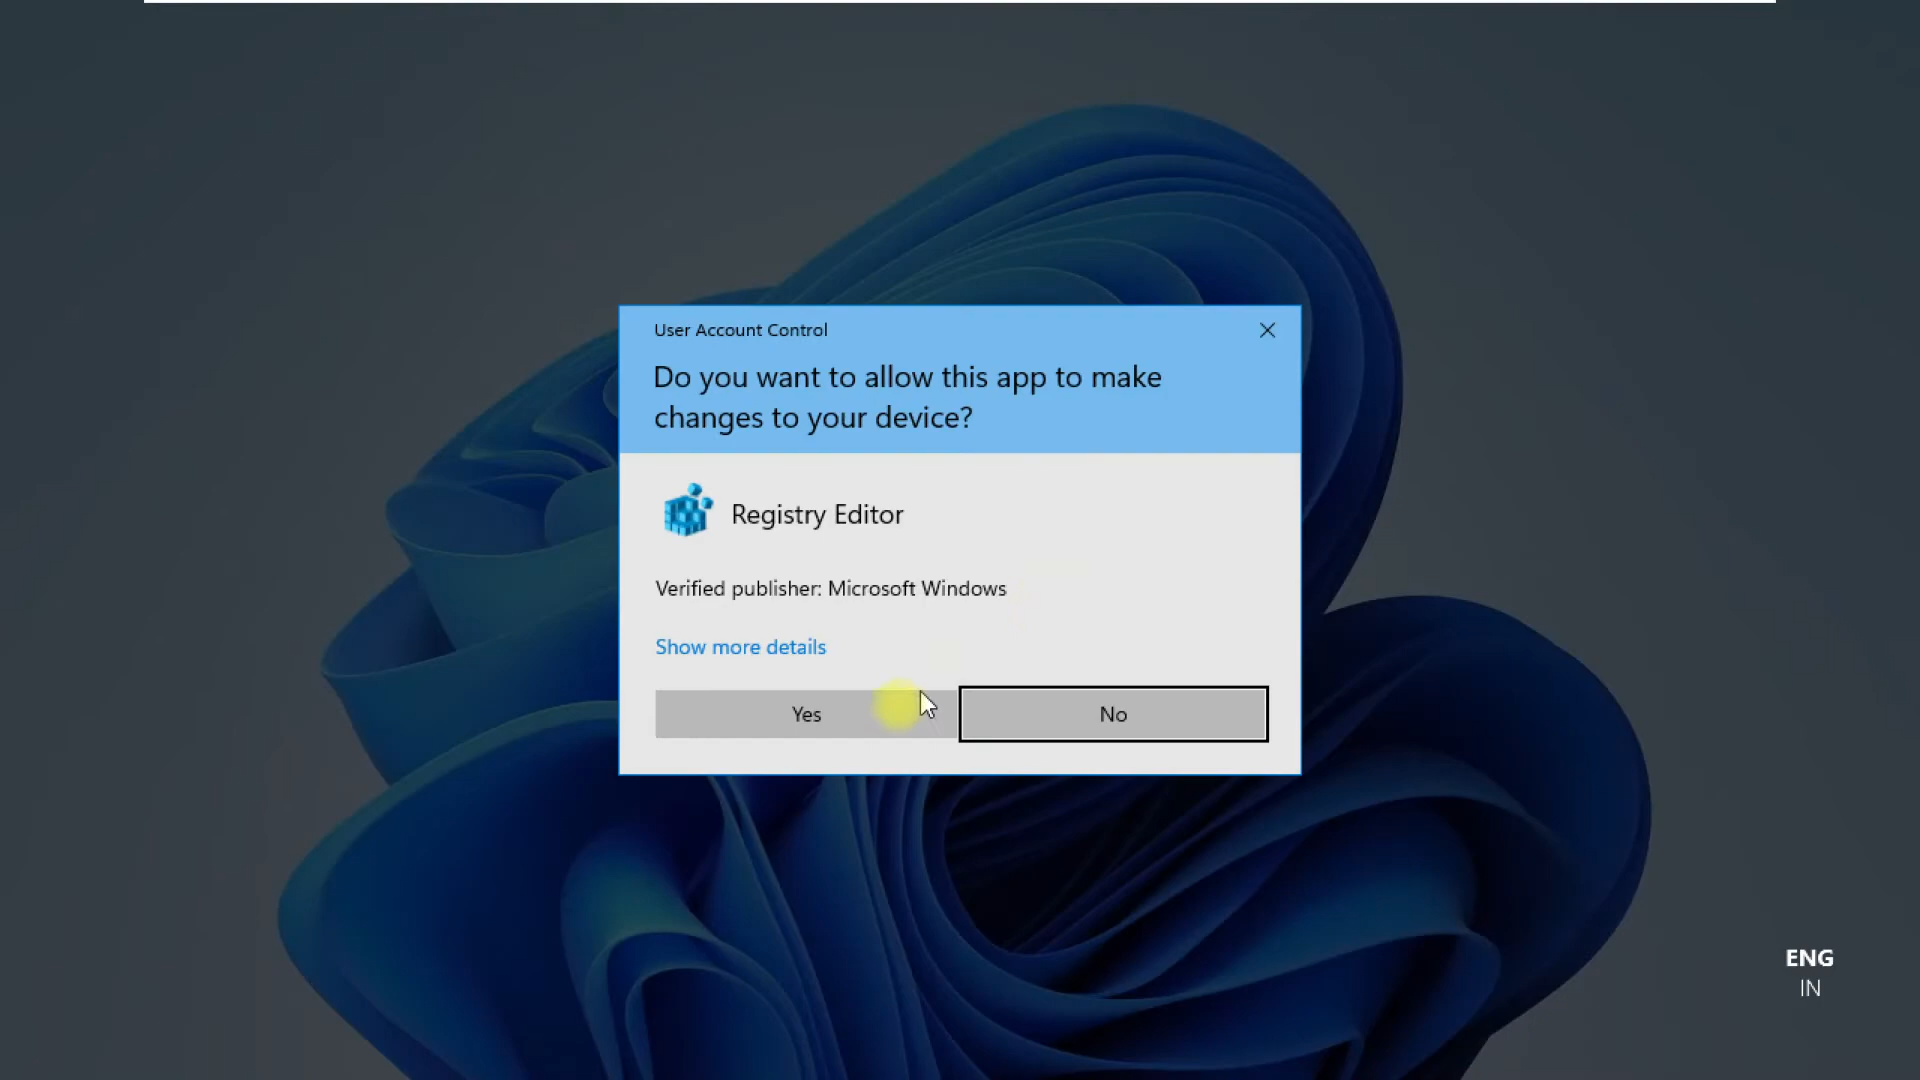 User Account Control
Do you want to allow this app to make
changes to your device?
Registry Editor
Verified publisher: Microsoft Windows
Show more details
Yes
No
ENG
IN